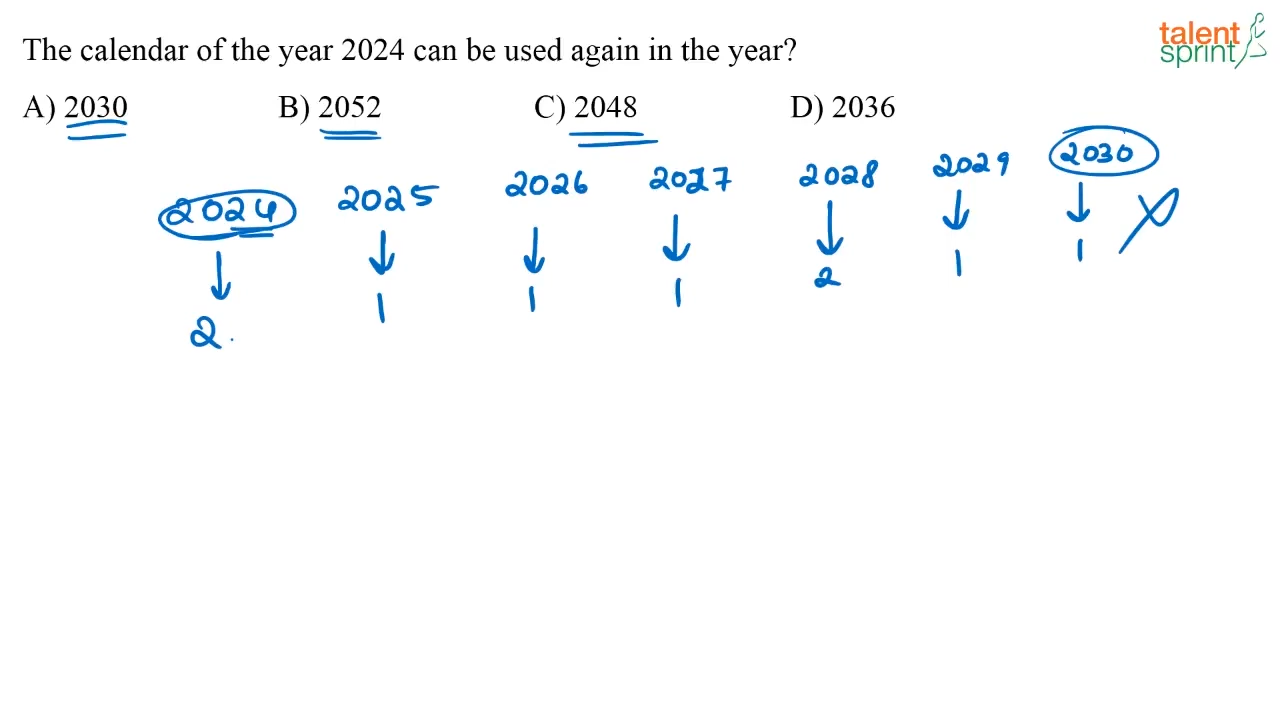 talent
sprint
The calendar of the year 2024 can be used again in the year?
A) 2030 B) 2052 C) 2048 D) 2036
2024 2025 2026 2027 2028 2029 2030
2 1 1 1 2 1 1